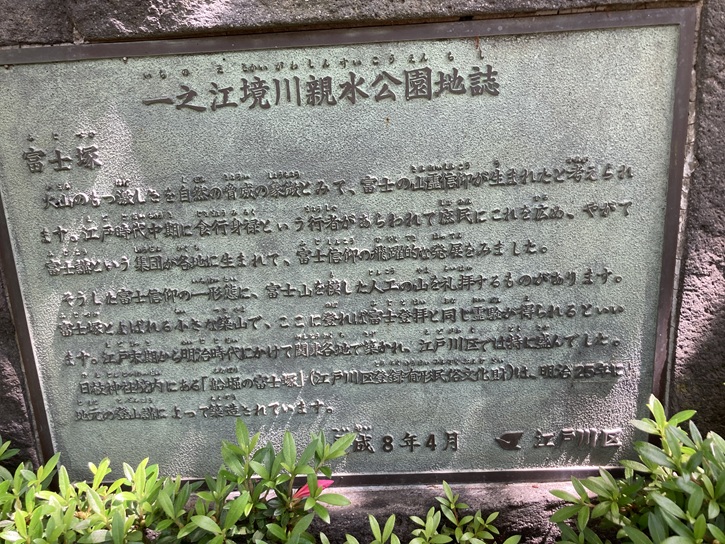 一之江境川親水公園地誌
富士塚
火山のもつ激しさを自然の脅威の象徴とみて、富士の山霊信仰が生まれたと考えられ
ます。江戸時代中期に食行身禄という行者があらわれて庶民にこれを広め、やがて
富士講という集団が各地に生まれて、富士信仰の飛躍的な発展をみました。
そうした富士信仰の一形態に、富士山を模した人工の山を礼拝するものがあります。
富士塚とよばれる小さな築山で、ここに登れば富士登拝と同じ霊験が得られるといい
ます。江戸末期から明治時代にかけて関東各地で築かれ、江戸川区では特に盛んでした。
日枝神社境内にある「船堀の富士塚」(江戸川区登録有形民俗文化財)は、明治25年に
地元の登山講によって築造されています。
平成8年4月 江戸川区